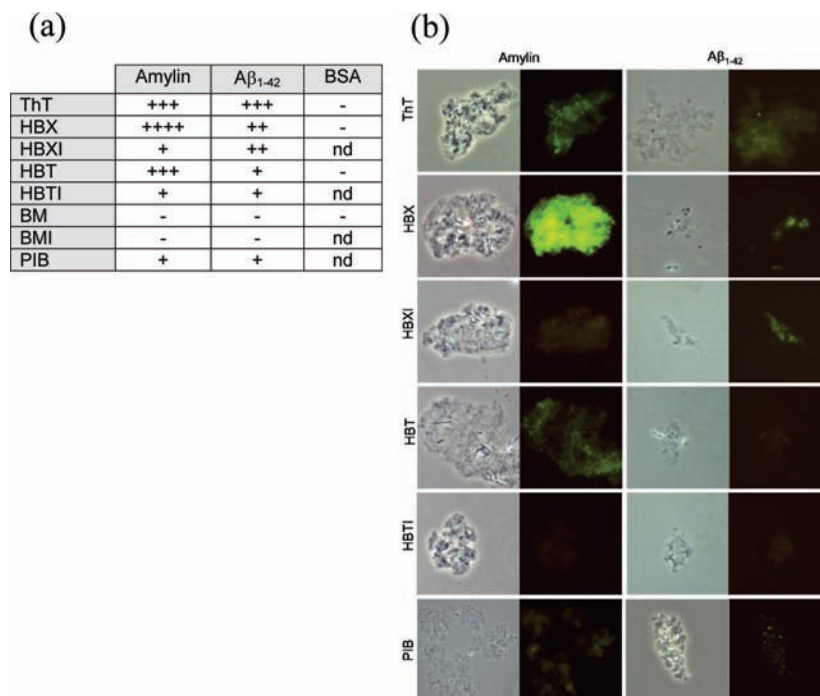 (a)
Amylin Aβ1-42 BSA
ThT +++ +++ -
HBX ++++ ++ -
HBXI + ++ nd
HBT +++ + -
HBTI + + nd
BM - - -
BMI - - nd
PIB + + nd
(b)
Amylin Aβ1-42
ThT
HBX
HBXI
HBT
HBTI
PIB